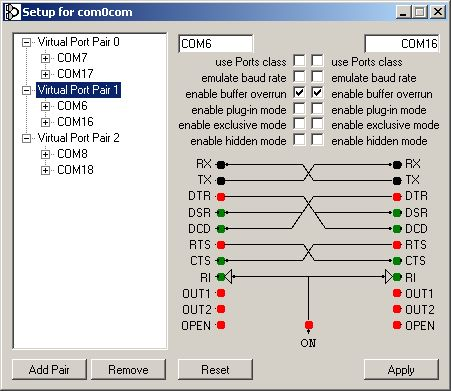 Setup for com0com
Virtual Port Pair 0
COM7
COM17
Virtual Port Pair 1
COM6
COM16
Virtual Port Pair 2
COM8
COM18
COM6 COM16
use Ports class use Ports class
emulate baud rate emulate baud rate
enable buffer overrun enable buffer overrun
enable plug-in mode enable plug-in mode
enable exclusive mode enable exclusive mode
enable hidden mode enable hidden mode
RX RX
TX TX
DTR DTR
DSR DSR
DCD DCD
RTS RTS
CTS CTS
RI RI
OUT1 OUT1
OUT2 OUT2
OPEN OPEN
ON
Add Pair Remove Reset Apply